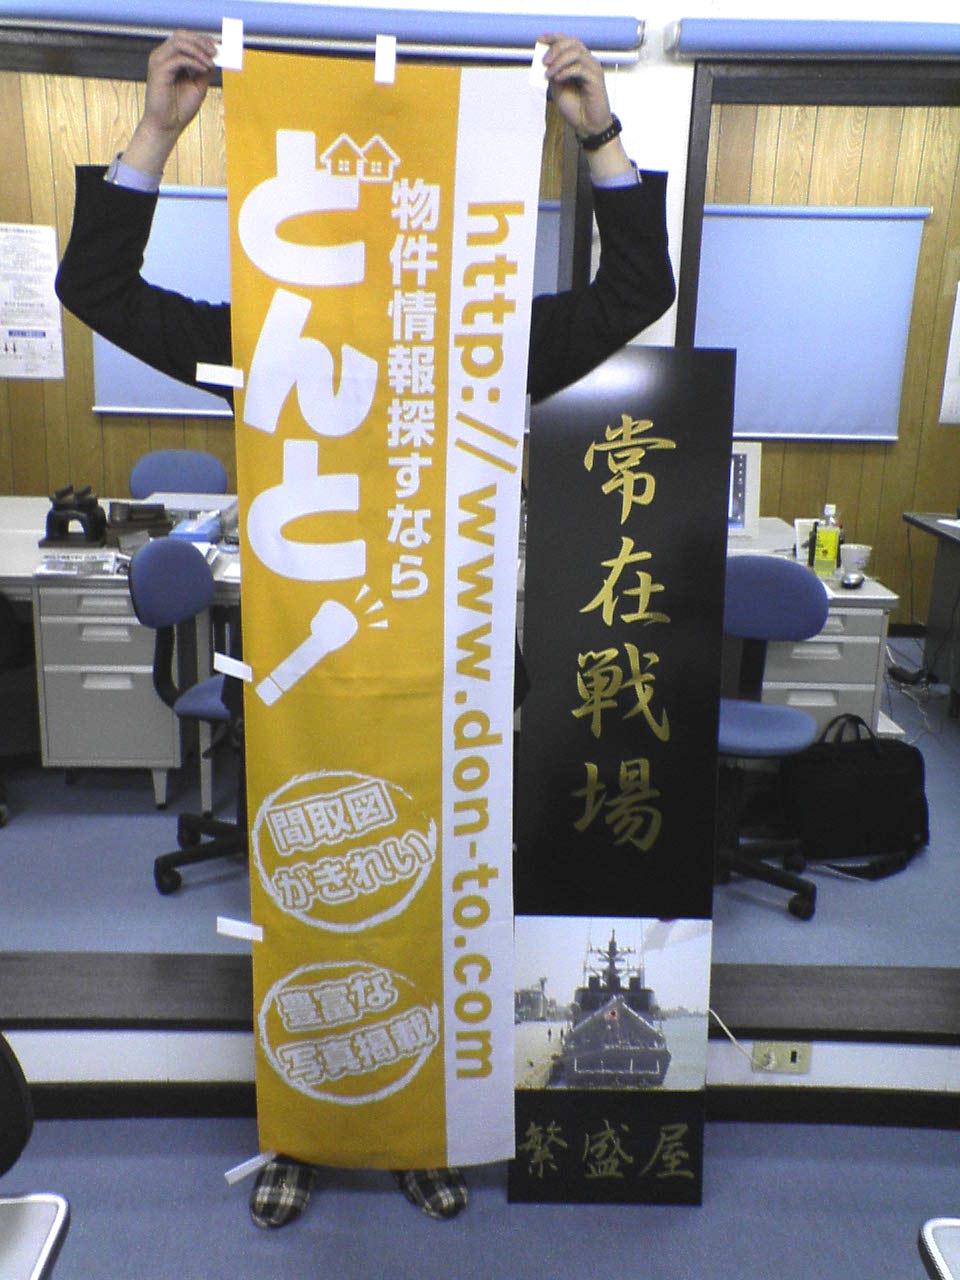 http://www.don-to.com
物件情報探すなら
どんと!
間取図
がきれい
豊富な
写真掲載
常在戦場
繁盛屋